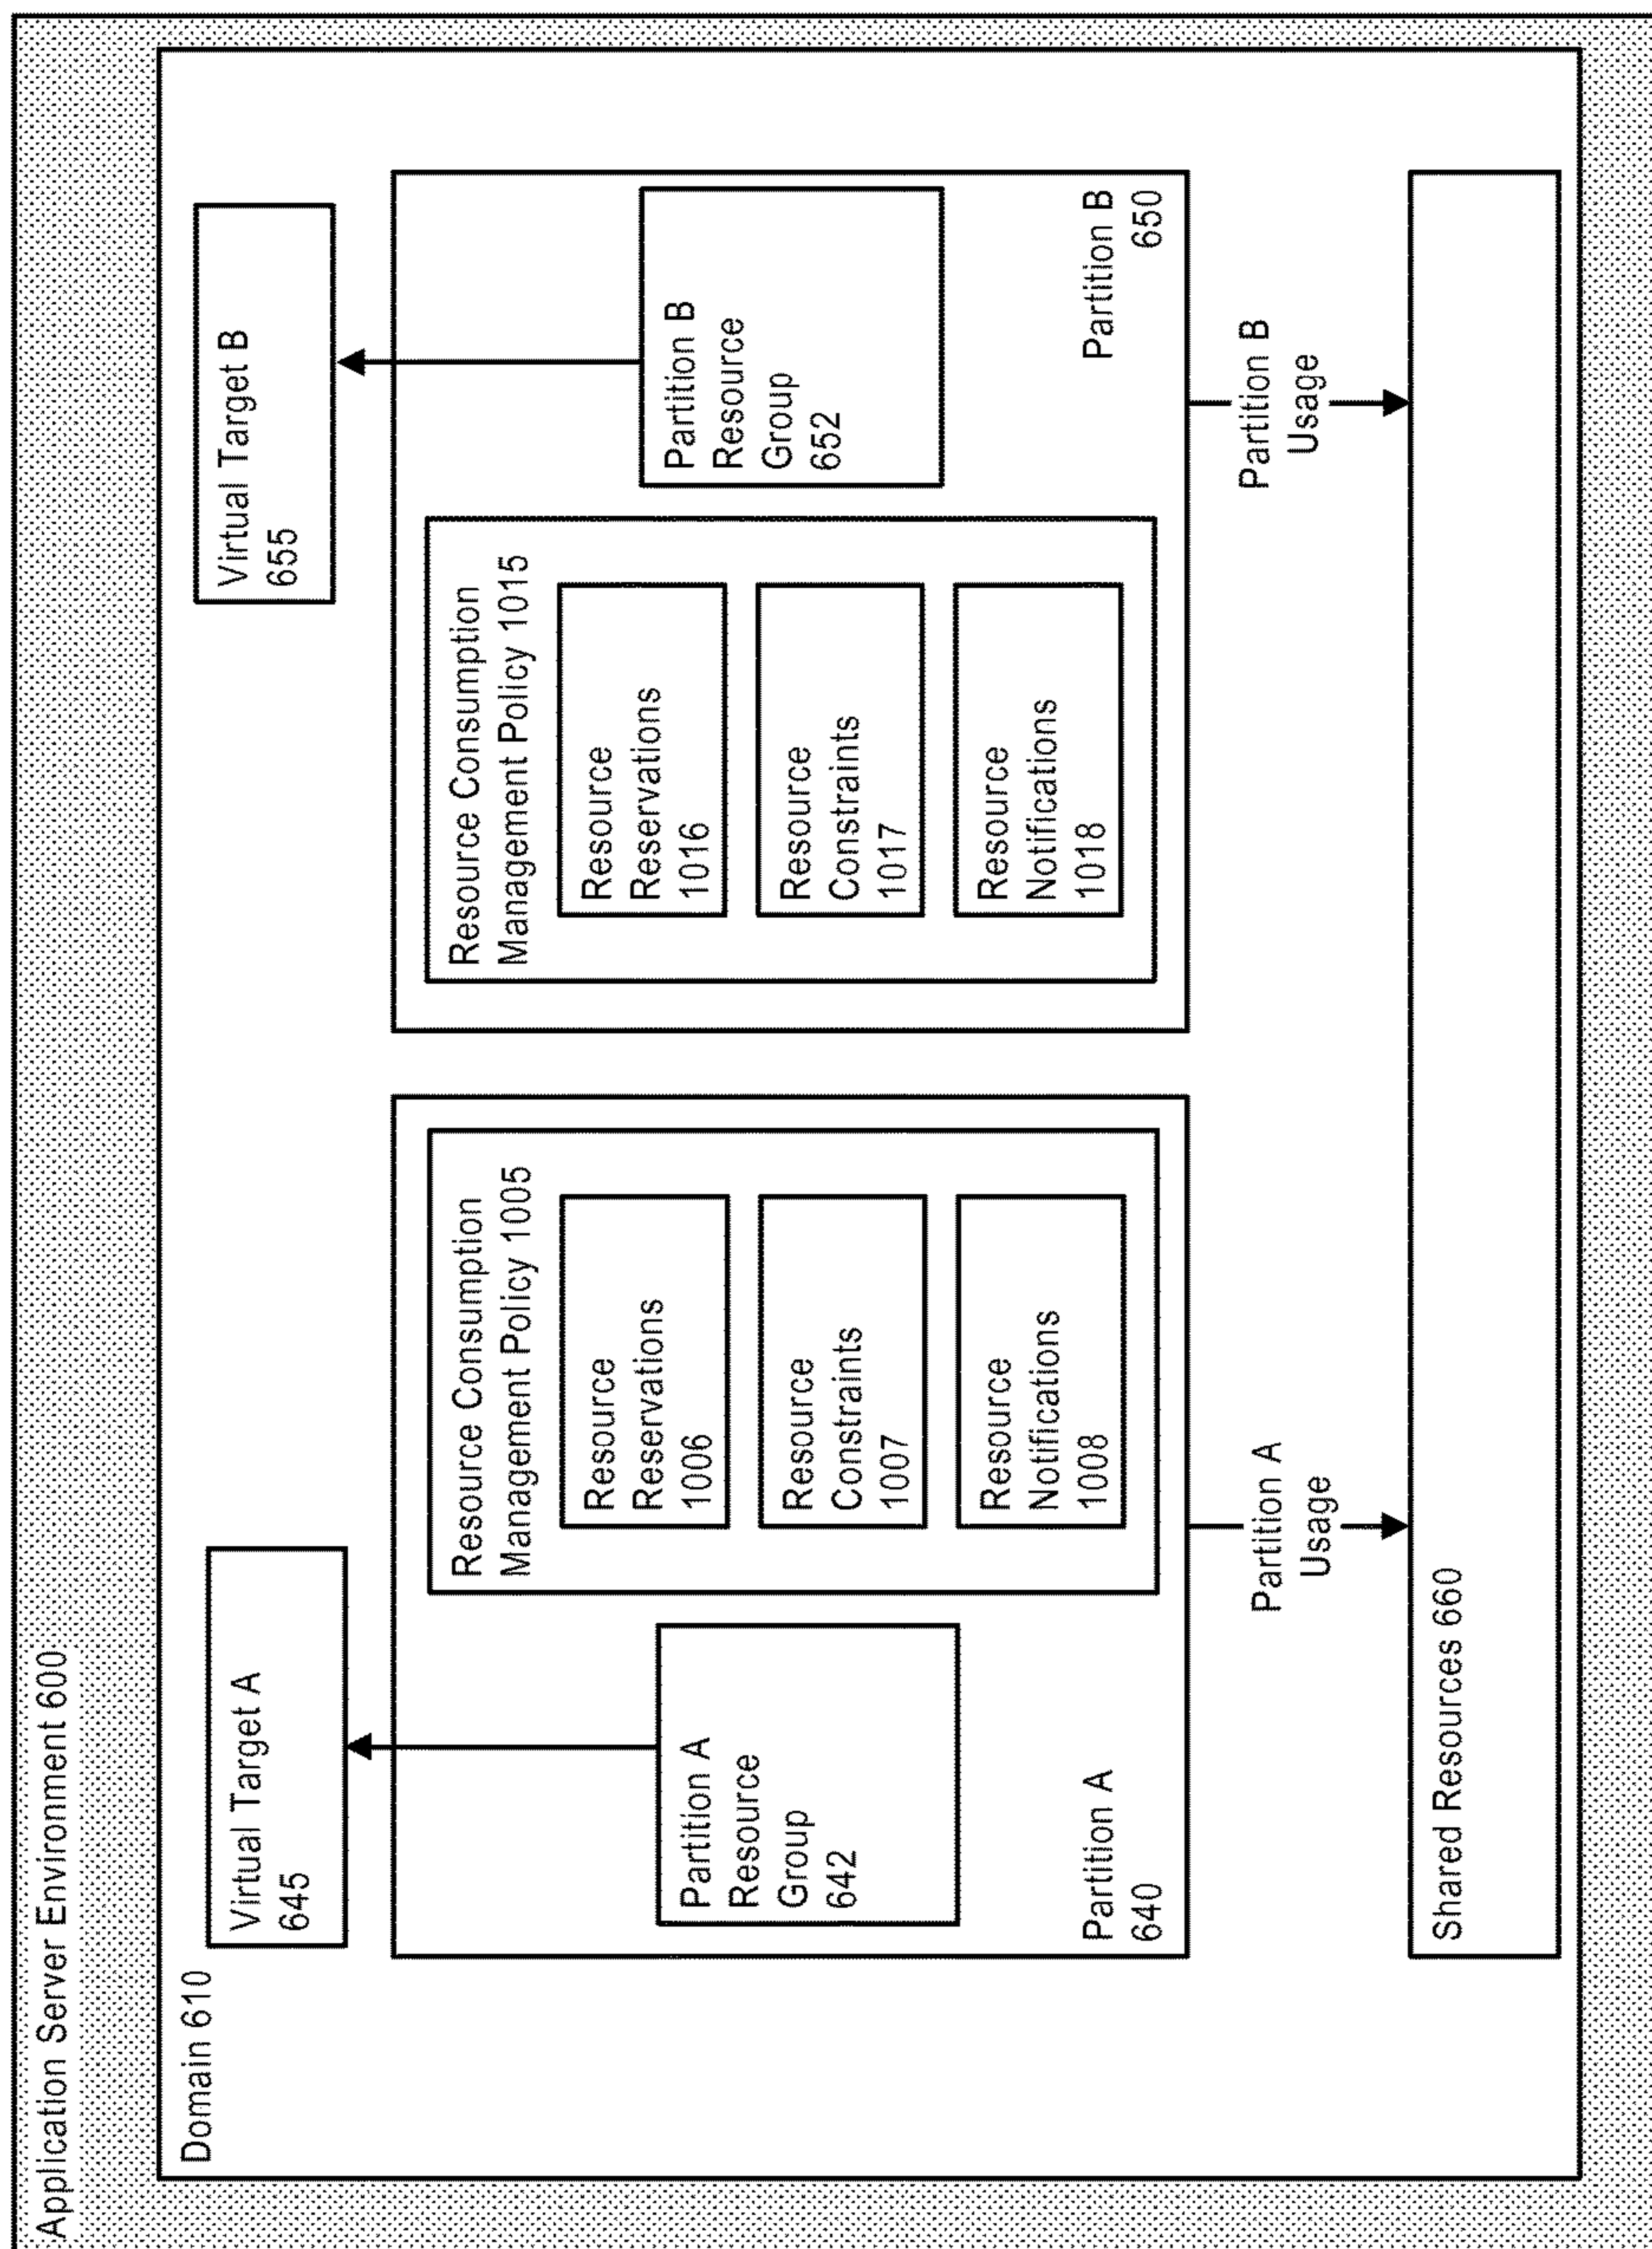 Application Server Environment 600
Domain 610
Virtual Target A
645
Virtual Target B
655
Partition A
Resource
Group
642
Resource Consumption
Management Policy 1005
Resource
Reservations
1006
Resource
Constraints
1007
Resource
Notifications
1008
Partition A
640
Resource Consumption
Management Policy 1015
Resource
Reservations
1016
Resource
Constraints
1017
Resource
Notifications
1018
Partition B
Resource
Group
652
Partition B
650
Partition A
Usage
Partition B
Usage
Shared Resources 660